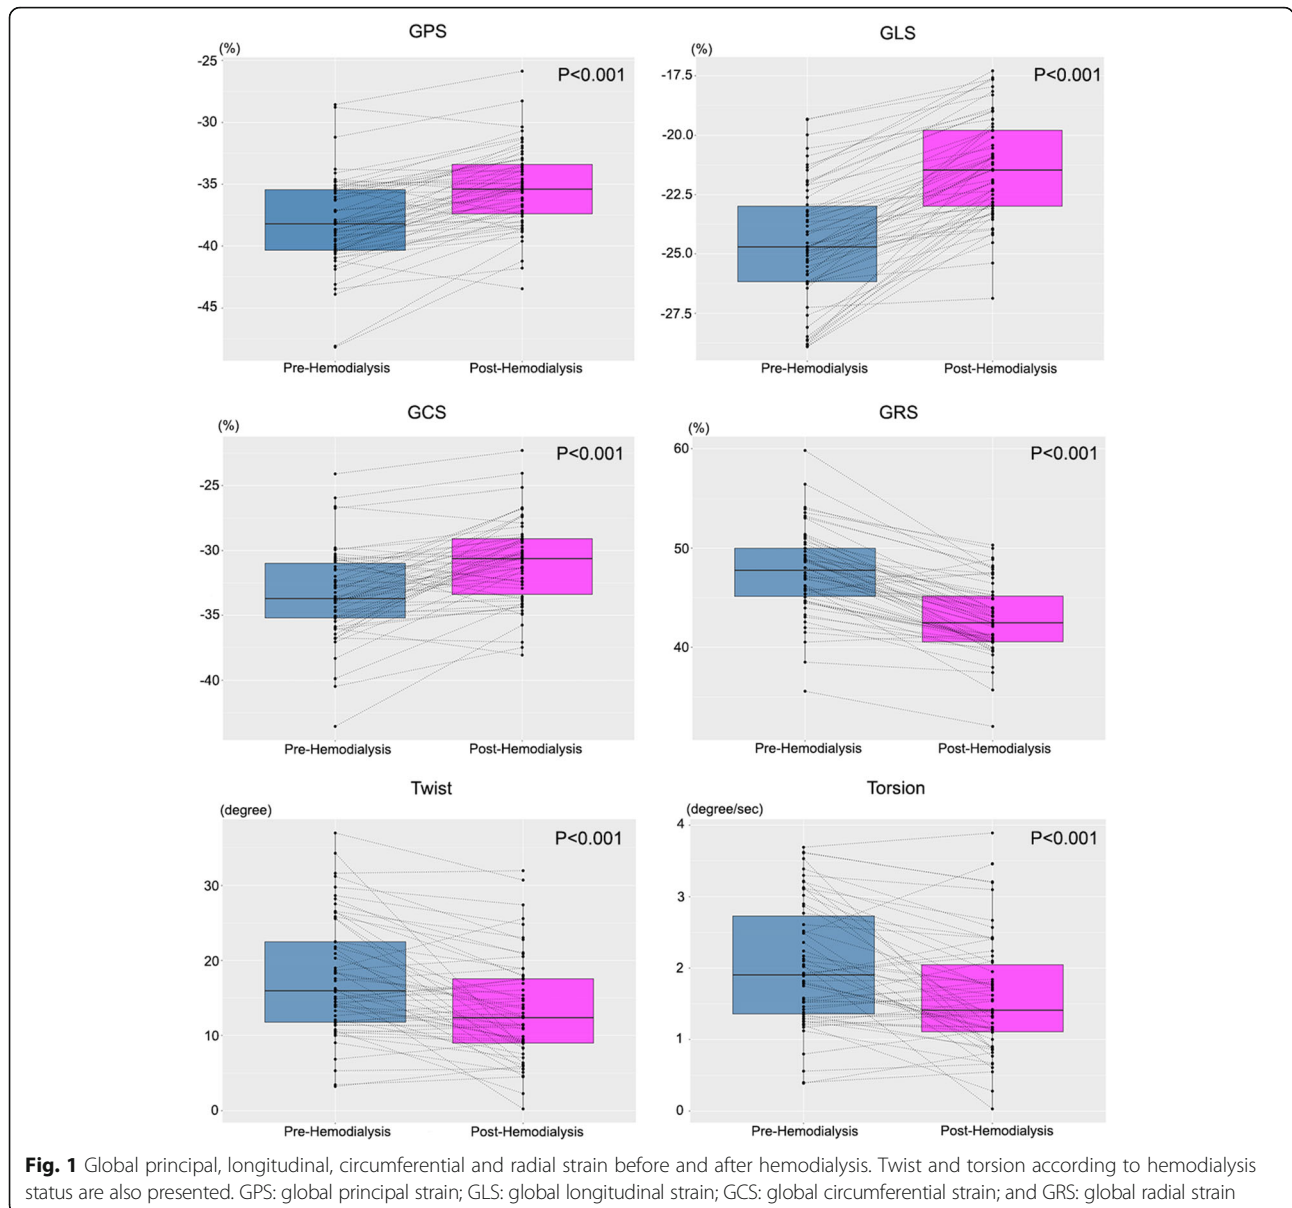 GPS
(%)
P<0.001
-25
-30
-35
-40
-45
Pre-Hemodialysis Post-Hemodialysis
GLS
(%)
P<0.001
-17.5
-20.0
-22.5
-25.0
-27.5
Pre-Hemodialysis Post-Hemodialysis
GCS
(%)
P<0.001
-25
-30
-35
-40
Pre-Hemodialysis Post-Hemodialysis
GRS
(%)
P<0.001
60
50
40
Pre-Hemodialysis Post-Hemodialysis
Twist
(degree)
P<0.001
30
20
10
0
Pre-Hemodialysis Post-Hemodialysis
Torsion
(degree/sec)
P<0.001
4
3
2
1
0
Pre-Hemodialysis Post-Hemodialysis
Fig. 1 Global principal, longitudinal, circumferential and radial strain before and after hemodialysis. Twist and torsion according to hemodialysis
status are also presented. GPS: global principal strain; GLS: global longitudinal strain; GCS: global circumferential strain; and GRS: global radial strain